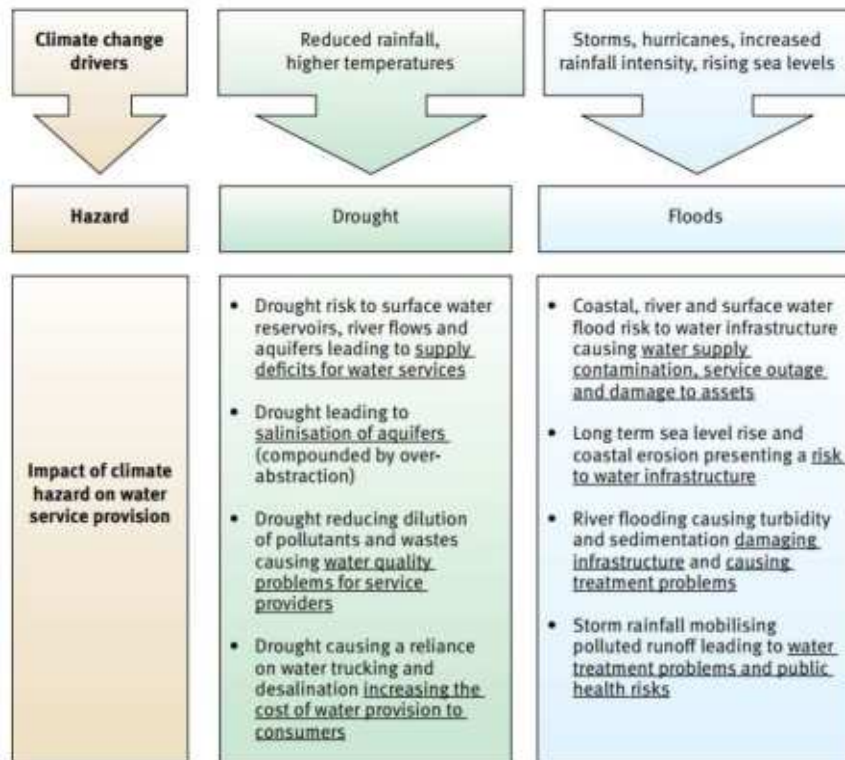 Climate change
drivers
Reduced rainfall,
higher temperatures
Storms, hurricanes, increased
rainfall intensity, rising sea levels
Hazard
Drought
Floods
Impact of climate
hazard on water
service provision
• Drought risk to surface water
reservoirs, river flows and
aquifers leading to supply
deficits for water services
• Drought leading to
salinisation of aquifers
(compounded by over-
abstraction)
• Drought reducing dilution
of pollutants and wastes
causing water quality
problems for service
providers
• Drought causing a reliance
on water trucking and
desalination increasing the
cost of water provision to
consumers
• Coastal, river and surface water
flood risk to water infrastructure
causing water supply
contamination, service outage
and damage to assets
• Long term sea level rise and
coastal erosion presenting a risk
to water infrastructure
• River flooding causing turbidity
and sedimentation damaging
infrastructure and causing
treatment problems
• Storm rainfall mobilising
polluted runoff leading to water
treatment problems and public
health risks